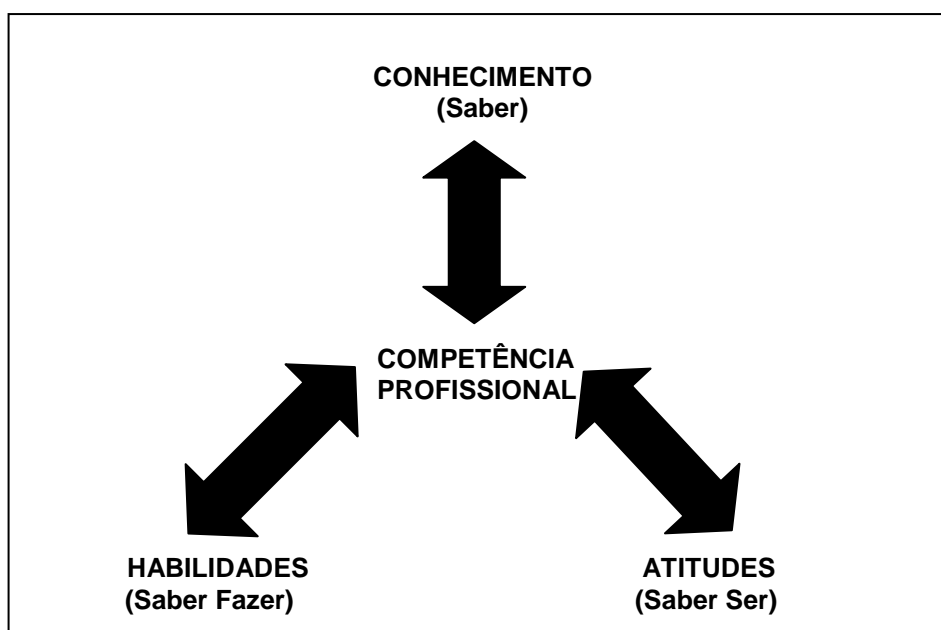 CONHECIMENTO
(Saber)
COMPETÊNCIA
PROFISSIONAL
HABILIDADES
(Saber Fazer)
ATITUDES
(Saber Ser)